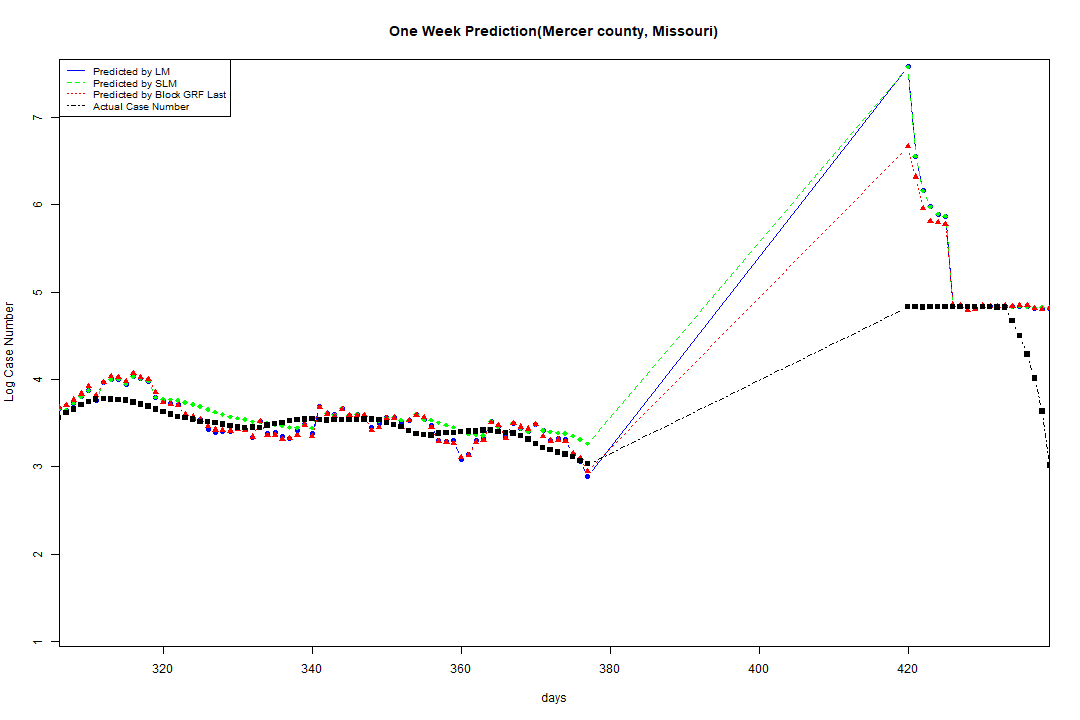 One Week Prediction(Mercer county, Missouri)
Predicted by LM
Predicted by SLM
Predicted by Block GRF Last
Actual Case Number
7
6
5
4
3
2
1
Log Case Number
320 340 360 380 400 420
days